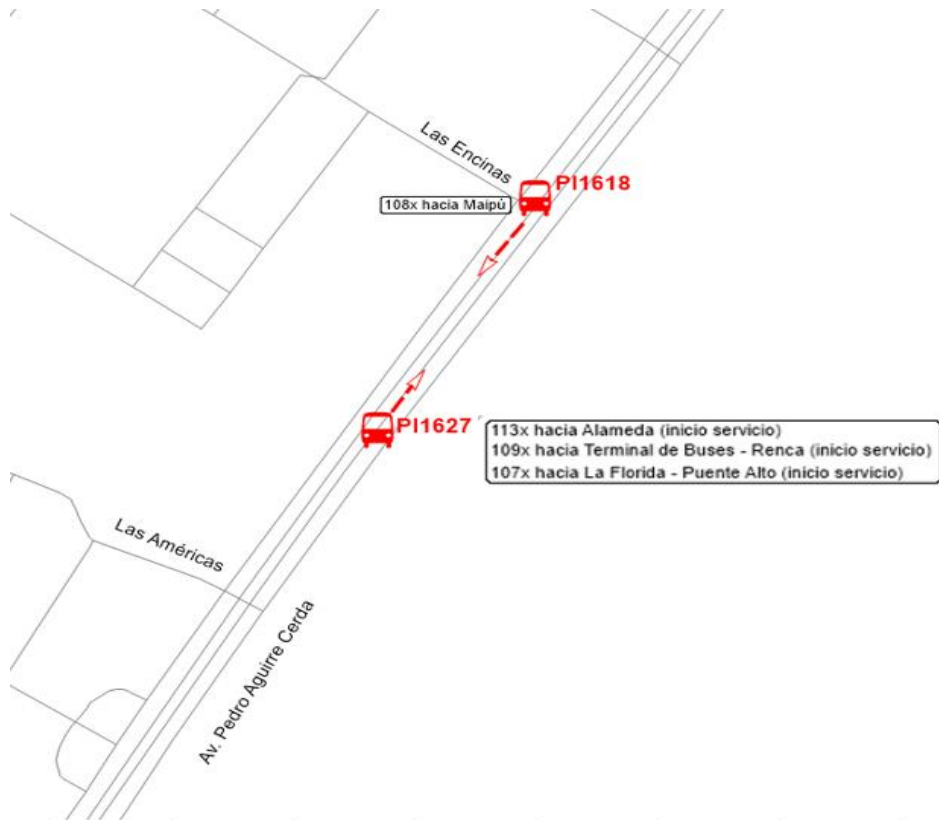 Las Encinas
PI1618
108x hacia Maipú
PI1627
113x hacia Alameda (inicio servicio)
109x hacia Terminal de Buses - Renca (inicio servicio)
107x hacia La Florida - Puente Alto (inicio servicio)
Las Américas
Av. Pedro Aguirre Cerda